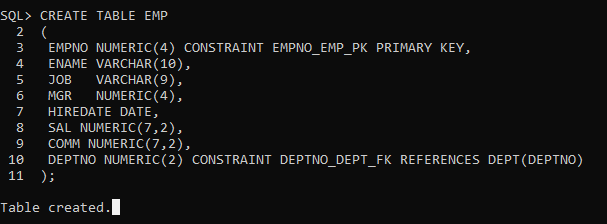 SQL> CREATE TABLE EMP
  2  (
  3   EMPNO NUMERIC(4) CONSTRAINT EMPNO_EMP_PK PRIMARY KEY,
  4   ENAME VARCHAR(10),
  5   JOB   VARCHAR(9),
  6   MGR   NUMERIC(4),
  7   HIREDATE DATE,
  8   SAL NUMERIC(7,2),
  9   COMM NUMERIC(7,2),
 10   DEPTNO NUMERIC(2) CONSTRAINT DEPTNO_DEPT_FK REFERENCES DEPT(DEPTNO)
 11  );
Table created.